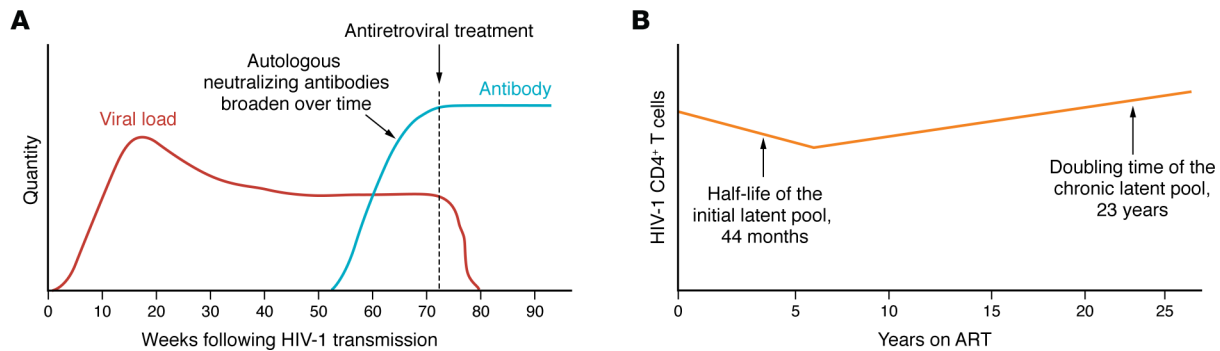 A
Antiretroviral treatment
Autologous
neutralizing antibodies
broaden over time
Antibody
Viral load
Quantity
0 10 20 30 40 50 60 70 80 90
Weeks following HIV-1 transmission
B
HIV-1 CD4⁺ T cells
Half-life of the
initial latent pool,
44 months
Doubling time of the
chronic latent pool,
23 years
0 5 10 15 20 25
Years on ART